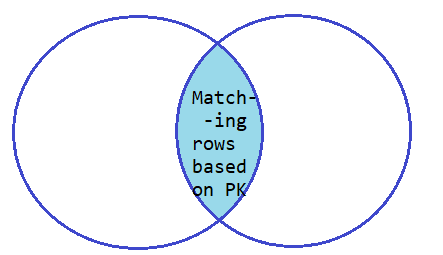 Match-
-ing
rows
based
on PK